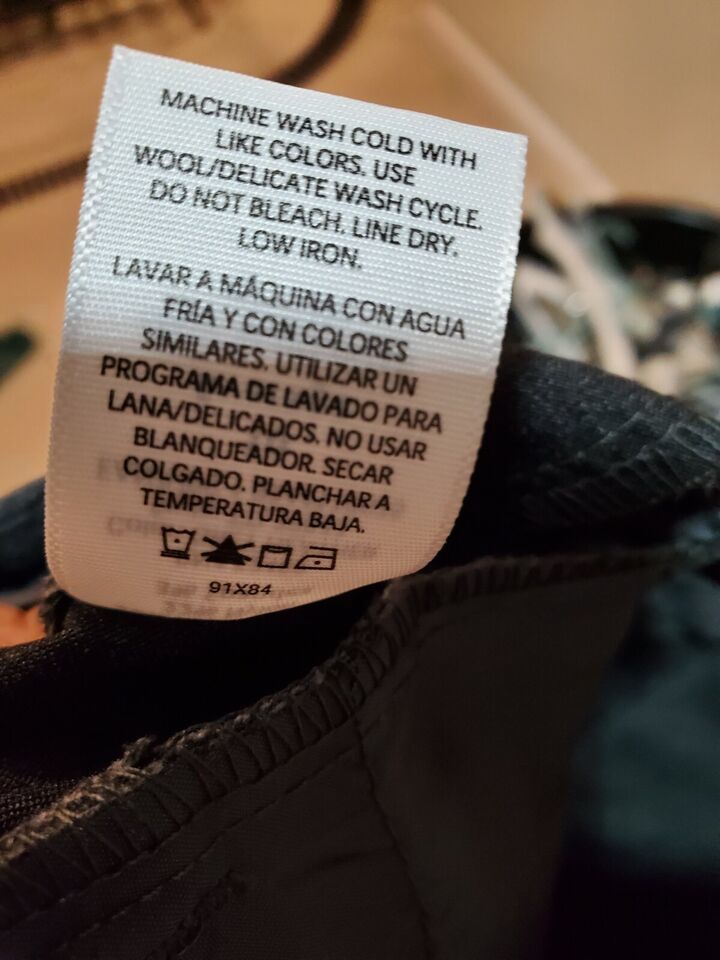 MACHINE WASH COLD WITH
LIKE COLORS. USE
WOOL/DELICATE WASH CYCLE.
DO NOT BLEACH. LINE DRY.
LOW IRON.
LAVAR A MÁQUINA CON AGUA
FRÍA Y CON COLORES
SIMILARES. UTILIZAR UN
PROGRAMA DE LAVADO PARA
LANA/DELICADOS. NO USAR
BLANQUEADOR. SECAR
COLGADO. PLANCHAR A
TEMPERATURA BAJA.
91X84